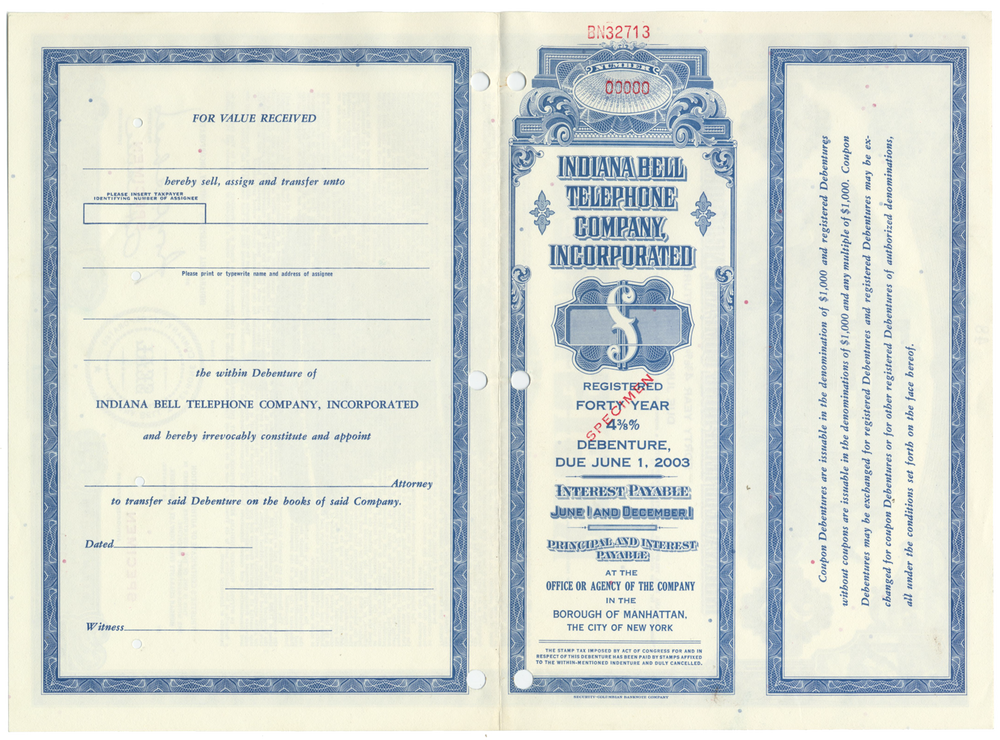 FOR VALUE RECEIVED
hereby sell, assign and transfer unto
PLEASE INSERT TAXPAYER
IDENTIFYING NUMBER OF ASSIGNEE
Please print or typewrite name and address of assignee
the within Debenture of
INDIANA BELL TELEPHONE COMPANY, INCORPORATED
and hereby irrevocably constitute and appoint
Attorney
to transfer said Debenture on the books of said Company.
Dated
Witness
BN32713
NUMBER
00000
INDIANA BELL
TELEPHONE
COMPANY,
INCORPORATED
$
REGISTERED
FORTY YEAR
4⅜%
SPECIMEN
DEBENTURE,
DUE JUNE 1, 2003
INTEREST PAYABLE
JUNE 1 AND DECEMBER 1
PRINCIPAL AND INTEREST
PAYABLE
AT THE
OFFICE OR AGENCY OF THE COMPANY
IN THE
BOROUGH OF MANHATTAN,
THE CITY OF NEW YORK
THE STAMP TAX IMPOSED BY ACT OF CONGRESS FOR AND IN
RESPECT OF THIS DEBENTURE HAS BEEN PAID BY STAMPS AFFIXED
TO THE WITHIN-MENTIONED INDENTURE AND DULY CANCELLED.
SECURITY-COLUMBIAN BANKNOTE COMPANY
Coupon Debentures are issuable in the denomination of $1,000 and registered Debentures
without coupons are issuable in the denominations of $1,000 and any multiple of $1,000. Coupon
Debentures may be exchanged for registered Debentures and registered Debentures may be ex-
changed for coupon Debentures or for other registered Debentures of authorized denominations,
all under the conditions set forth on the face hereof.